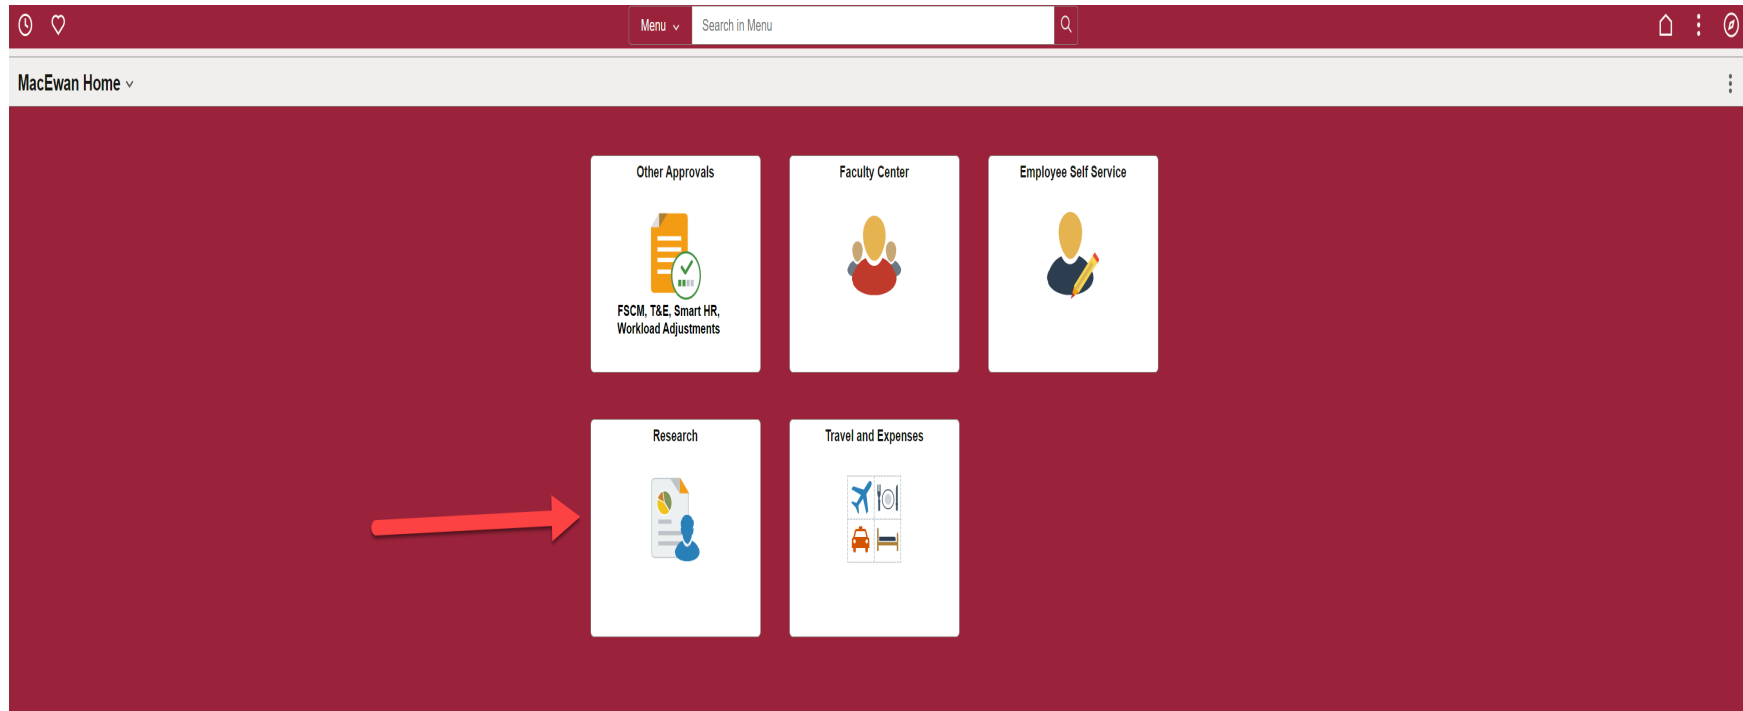 Menu
Search in Menu
MacEwan Home
Other Approvals
FSCM, T&E, Smart HR,
Workload Adjustments
Faculty Center
Employee Self Service
Research
Travel and Expenses